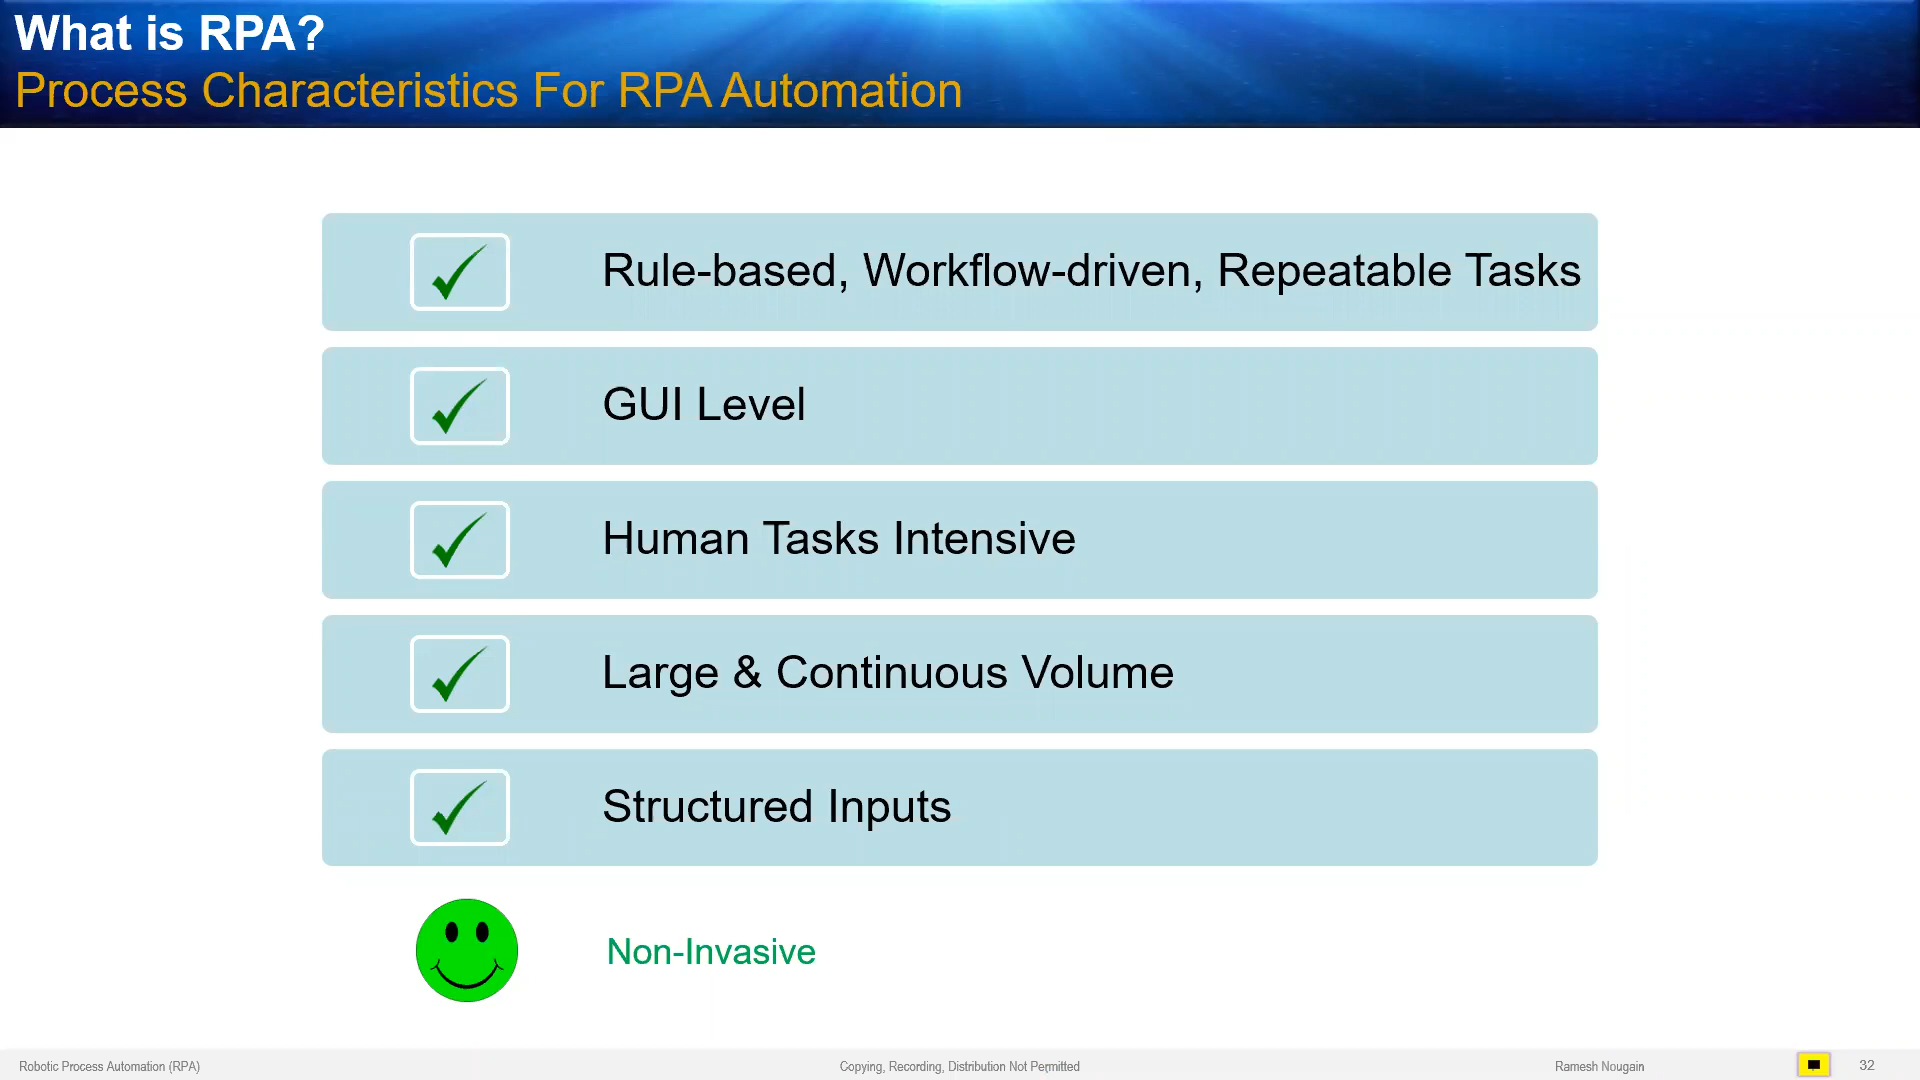 What is RPA?
Process Characteristics For RPA Automation
Rule-based, Workflow-driven, Repeatable Tasks
GUI Level
Human Tasks Intensive
Large & Continuous Volume
Structured Inputs
Non-Invasive
Robotic Process Automation (RPA)
Copying, Recording, Distribution Not Permitted
Ramesh Nougain
32